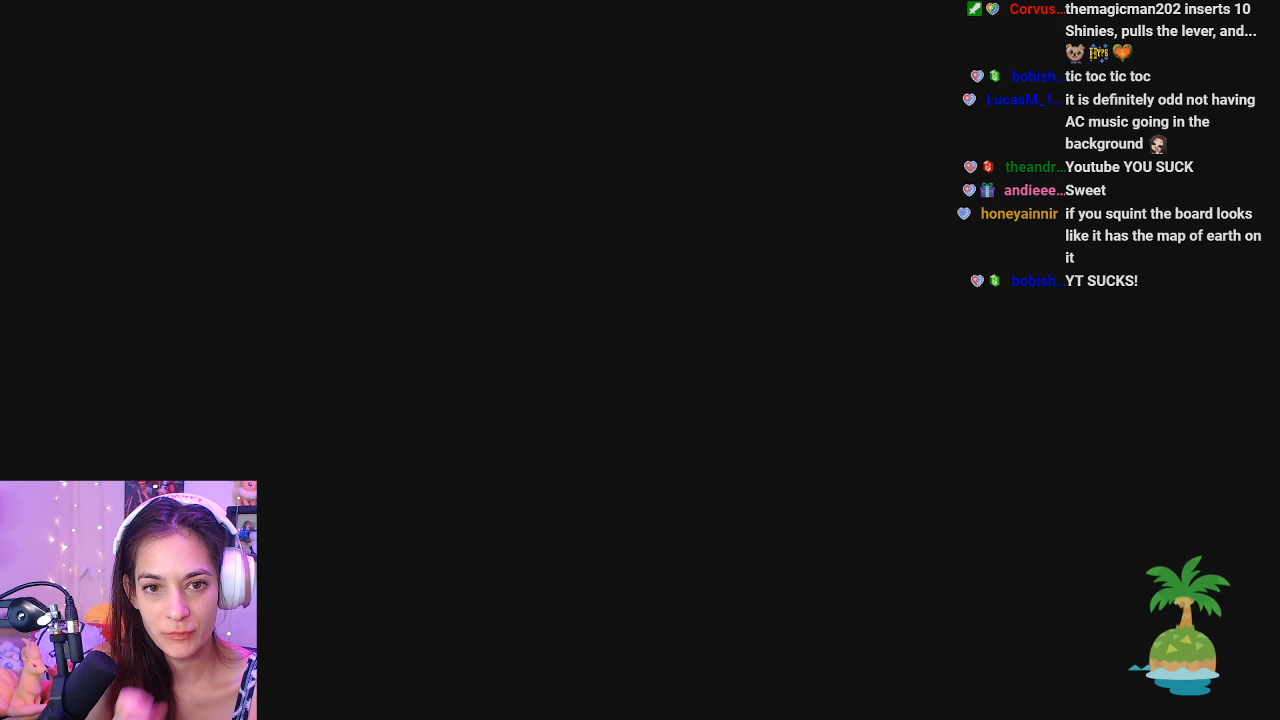 Corvus... themagicman202 inserts 10
Shinies, pulls the lever, and...
HYPE
bobish... tic toc tic toc
LucasM_1... it is definitely odd not having
AC music going in the
background
theandr... Youtube YOU SUCK
andieee... Sweet
honeyainnir if you squint the board looks
like it has the map of earth on
it
bobish... YT SUCKS!